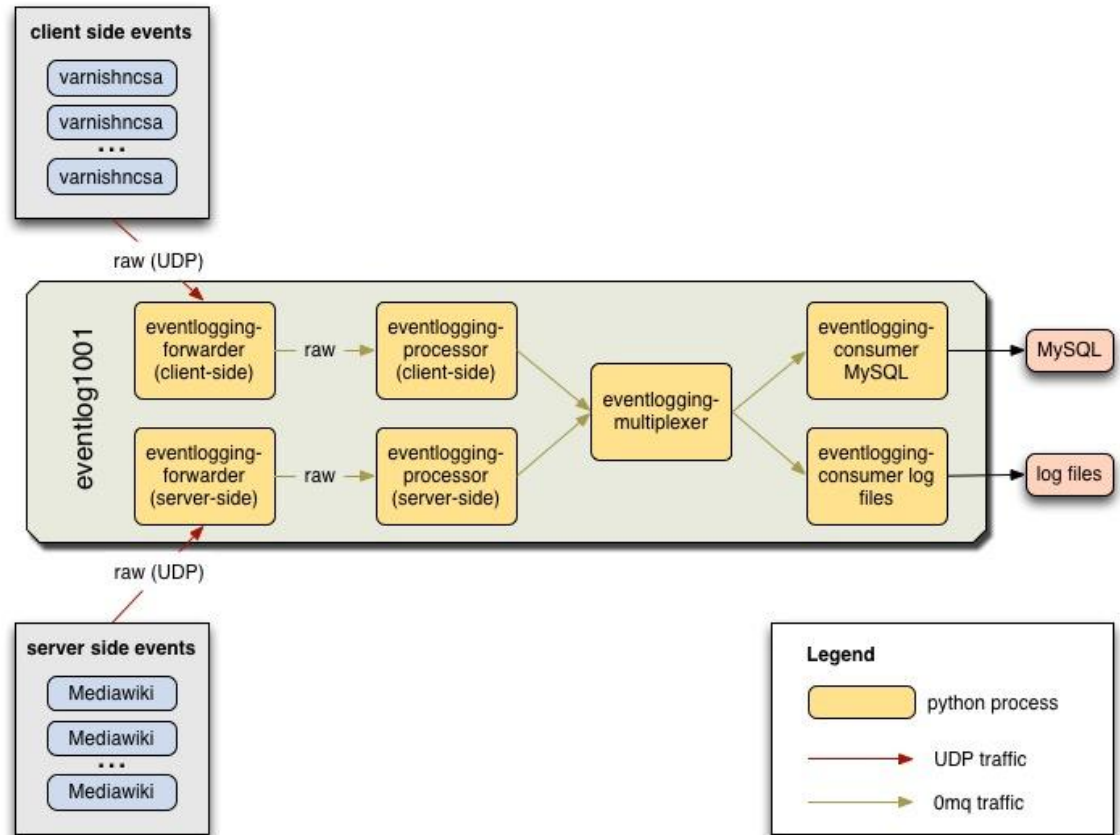 client side events
varnishncsa
varnishncsa
...
varnishncsa
raw (UDP)
eventlog1001
eventlogging-
forwarder
(client-side)
raw
eventlogging-
processor
(client-side)
eventlogging-
multiplexer
eventlogging-
consumer
MySQL
MySQL
eventlogging-
forwarder
(server-side)
raw
eventlogging-
processor
(server-side)
eventlogging-
consumer log
files
log files
raw (UDP)
server side events
Mediawiki
Mediawiki
...
Mediawiki
Legend
python process
UDP traffic
0mq traffic